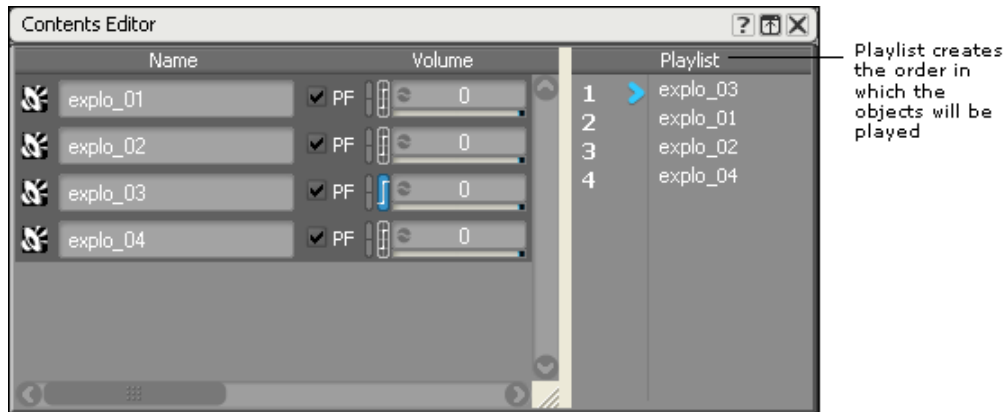 Contents Editor
?
Name
Volume
Playlist
explo_01
PF
0
explo_02
PF
0
explo_03
PF
0
explo_04
PF
0
1 explo_03
2 explo_01
3 explo_02
4 explo_04
Playlist creates
the order in
which the
objects will be
played